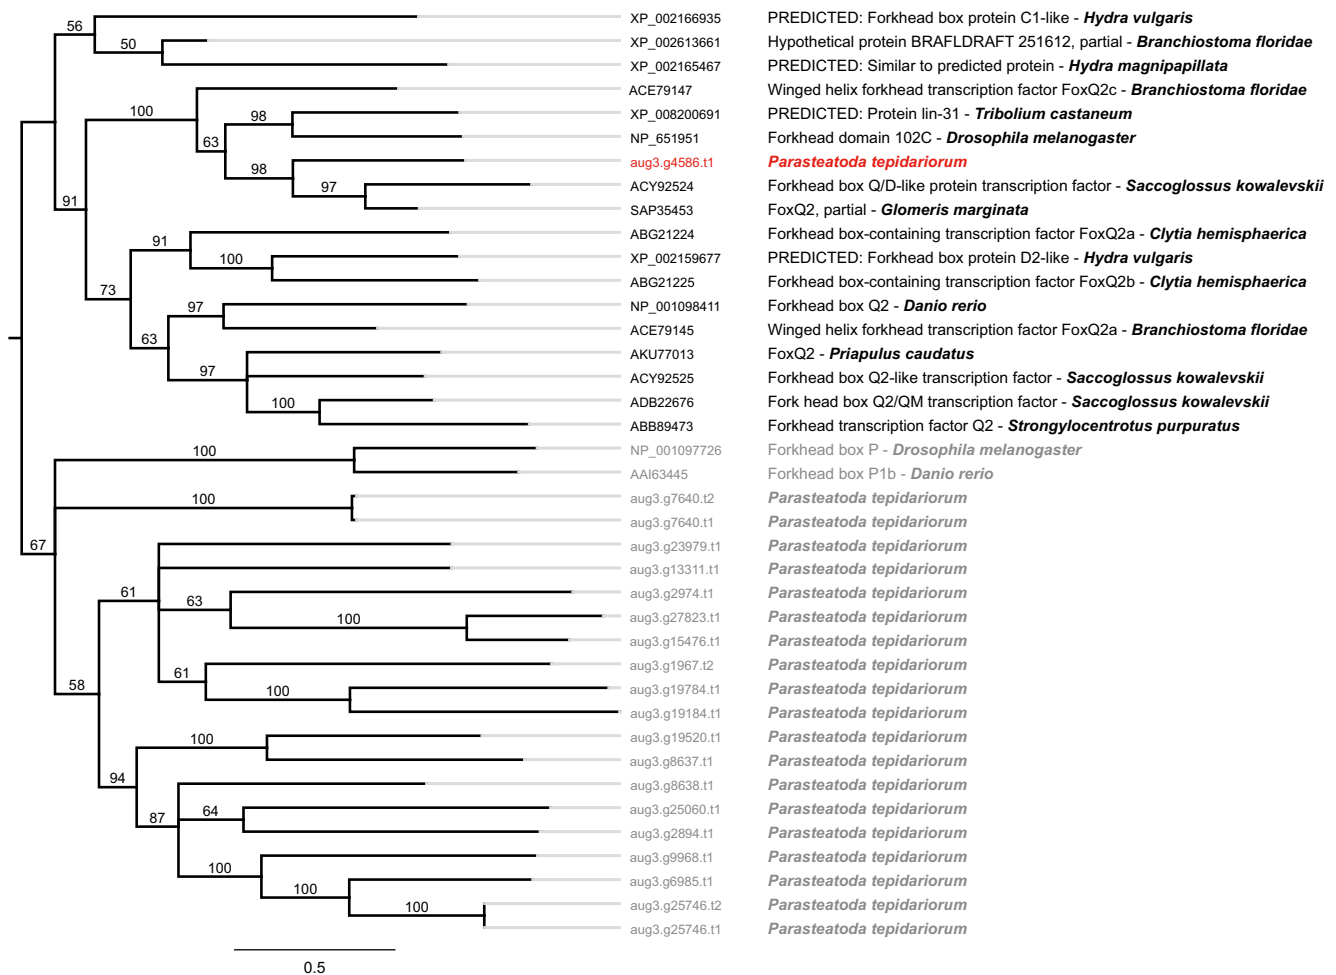 56
XP_002166935 PREDICTED: Forkhead box protein C1-like - Hydra vulgaris
50
XP_002613661 Hypothetical protein BRAFLDRAFT 251612, partial - Branchiostoma floridae
XP_002165467 PREDICTED: Similar to predicted protein - Hydra magnipapillata
ACE79147 Winged helix forkhead transcription factor FoxQ2c - Branchiostoma floridae
100
98
XP_008200691 PREDICTED: Protein lin-31 - Tribolium castaneum
63
NP_651951 Forkhead domain 102C - Drosophila melanogaster
98
aug3.g4586.t1 Parasteatoda tepidariorum
97
ACY92524 Forkhead box Q/D-like protein transcription factor - Saccoglossus kowalevskii
91
SAP35453 FoxQ2, partial - Glomeris marginata
91
ABG21224 Forkhead box-containing transcription factor FoxQ2a - Clytia hemisphaerica
100
XP_002159677 PREDICTED: Forkhead box protein D2-like - Hydra vulgaris
73
ABG21225 Forkhead box-containing transcription factor FoxQ2b - Clytia hemisphaerica
97
NP_001098411 Forkhead box Q2 - Danio rerio
63
ACE79145 Winged helix forkhead transcription factor FoxQ2a - Branchiostoma floridae
AKU77013 FoxQ2 - Priapulus caudatus
97
ACY92525 Forkhead box Q2-like transcription factor - Saccoglossus kowalevskii
100
ADB22676 Fork head box Q2/QM transcription factor - Saccoglossus kowalevskii
ABB89473 Forkhead transcription factor Q2 - Strongylocentrotus purpuratus
100
NP_001097726 Forkhead box P - Drosophila melanogaster
AAI63445 Forkhead box P1b - Danio rerio
100
aug3.g7640.t2 Parasteatoda tepidariorum
aug3.g7640.t1 Parasteatoda tepidariorum
67
aug3.g23979.t1 Parasteatoda tepidariorum
aug3.g13311.t1 Parasteatoda tepidariorum
61
63
aug3.g2974.t1 Parasteatoda tepidariorum
100
aug3.g27823.t1 Parasteatoda tepidariorum
aug3.g15476.t1 Parasteatoda tepidariorum
61
aug3.g1967.t2 Parasteatoda tepidariorum
58
100
aug3.g19784.t1 Parasteatoda tepidariorum
aug3.g19184.t1 Parasteatoda tepidariorum
100
aug3.g19520.t1 Parasteatoda tepidariorum
aug3.g8637.t1 Parasteatoda tepidariorum
94
aug3.g8638.t1 Parasteatoda tepidariorum
87
64
aug3.g25060.t1 Parasteatoda tepidariorum
aug3.g2894.t1 Parasteatoda tepidariorum
100
aug3.g9968.t1 Parasteatoda tepidariorum
100
aug3.g6985.t1 Parasteatoda tepidariorum
100
aug3.g25746.t2 Parasteatoda tepidariorum
aug3.g25746.t1 Parasteatoda tepidariorum
0.5